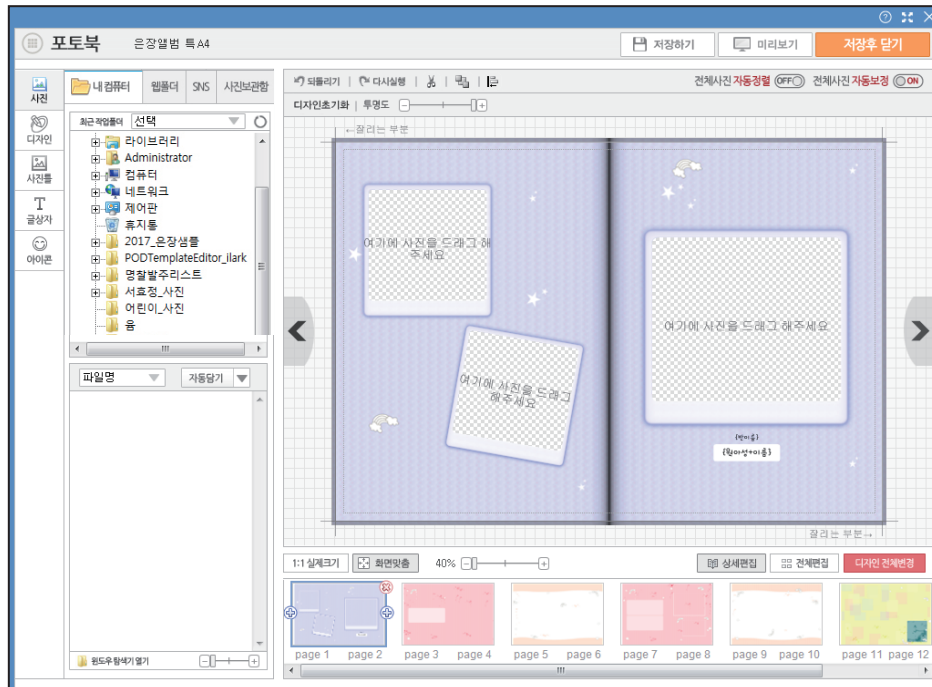 포토북 은장앨범 특A4
저장하기 미리보기 저장후 닫기
사진
디자인
사진틀
글상자
아이콘
내 컴퓨터 웹폴더 SNS 사진보관함
최근 작업폴더 선택
라이브러리
Administrator
컴퓨터
네트워크
제어판
휴지통
2017_은장샘플
PODTemplateEditor_ilark
명찰발주리스트
서효정_사진
어린이_사진
윰
파일명 자동담기
윈도우 탐색기 열기
되돌리기 다시실행
전체사진 자동정렬 OFF 전체사진 자동보정 ON
디자인초기화 투명도
←잘리는 부분
여기에 사진을 드래그 해
주세요
여기에 사진을 드래그
해주세요
여기에 사진을 드래그 해주세요
{반이름}
{원아성+이름}
잘리는 부분→
1:1 실제크기 화면맞춤 40%
상세편집 전체편집 디자인 전체변경
page 1 page 2 page 3 page 4 page 5 page 6 page 7 page 8 page 9 page 10 page 11 page 12